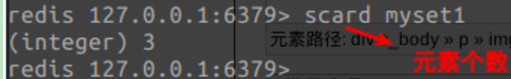 redis 127.0.0.1:6379> scard myset1
(integer) 3
元素路径: div » _body » p » img
redis 127.0.0.1:6379>
元素个数